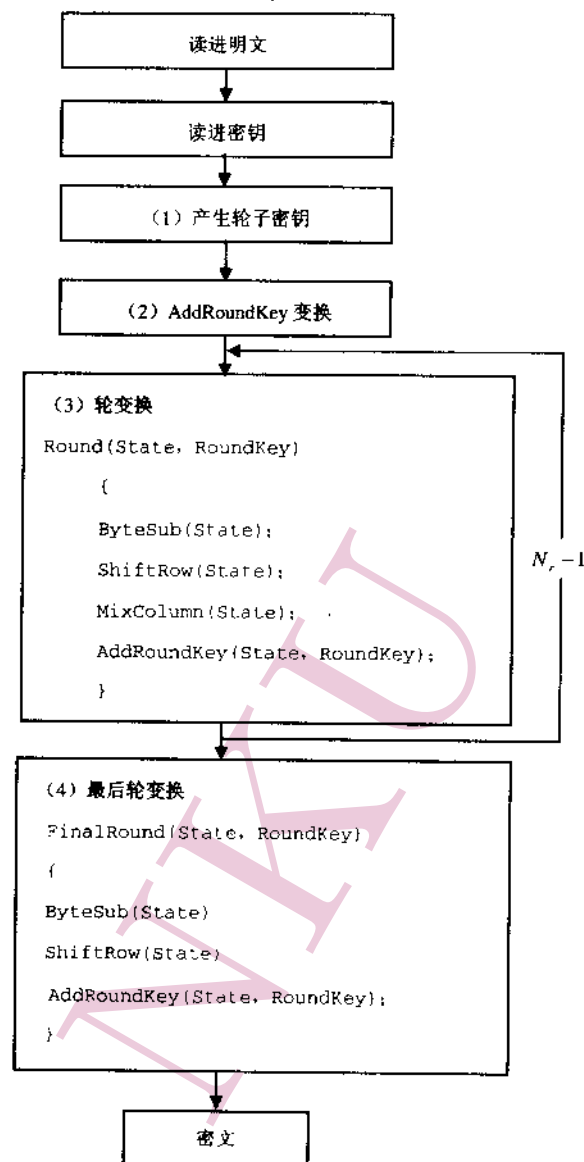 读进明文
读进密钥
(1) 产生轮子密钥
(2) AddRoundKey 变换
(3) 轮变换
Round(State, RoundKey)
{
ByteSub(State);
ShiftRow(State);
MixColumn(State);
AddRoundKey(State, RoundKey);
}
N_r -1
(4) 最后轮变换
FinalRound(State, RoundKey)
{
ByteSub(State)
ShiftRow(State)
AddRoundKey(State, RoundKey);
}
密文
NKU